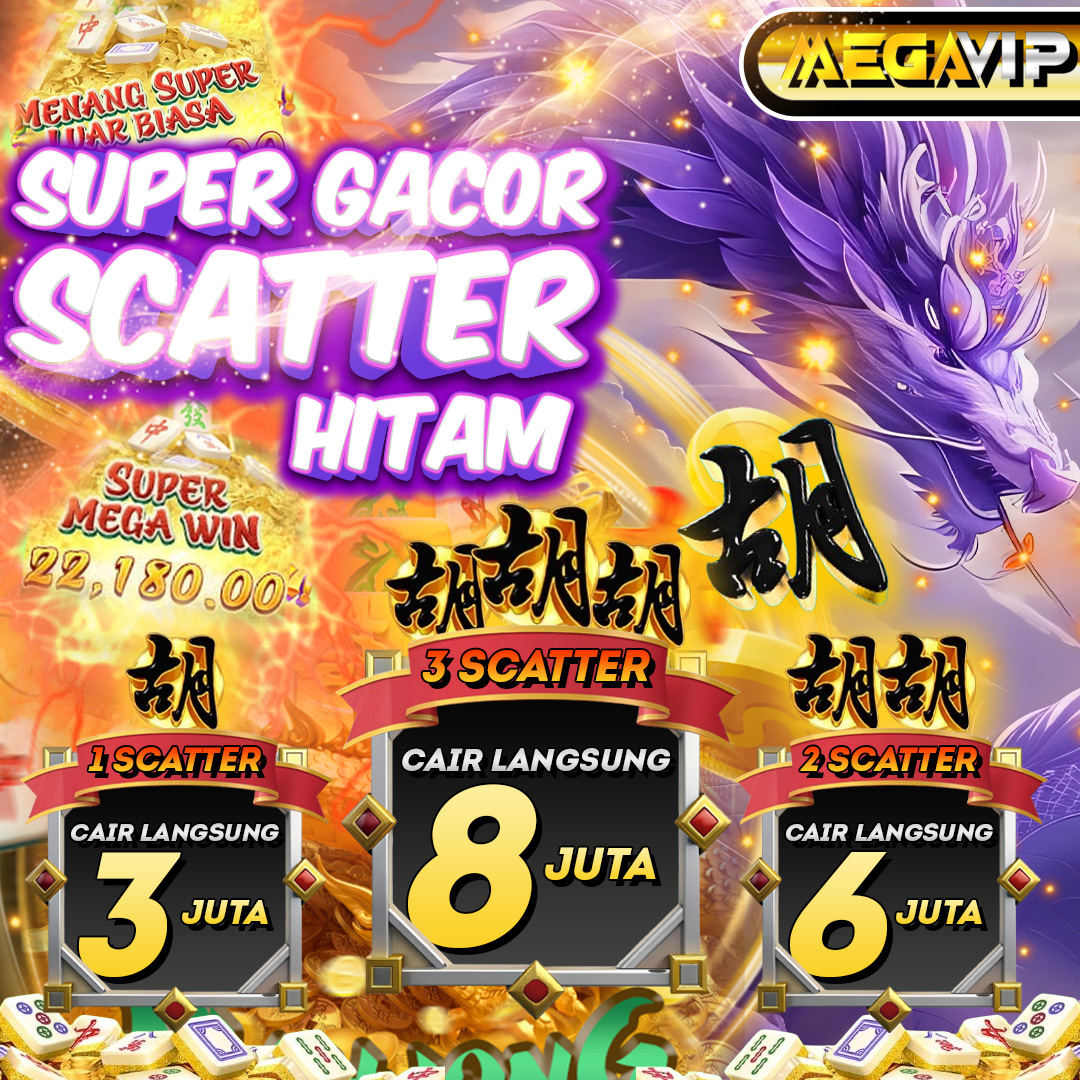 MEGAVIP
MENANG SUPER
LUAR BIASA
SUPER GACOR
SCATTER
HITAM
發
中
SUPER
MEGA WIN
22,180.00
胡
胡胡胡
胡
胡胡
3 SCATTER
CAIR LANGSUNG
8 JUTA
1 SCATTER
CAIR LANGSUNG
3 JUTA
2 SCATTER
CAIR LANGSUNG
6 JUTA